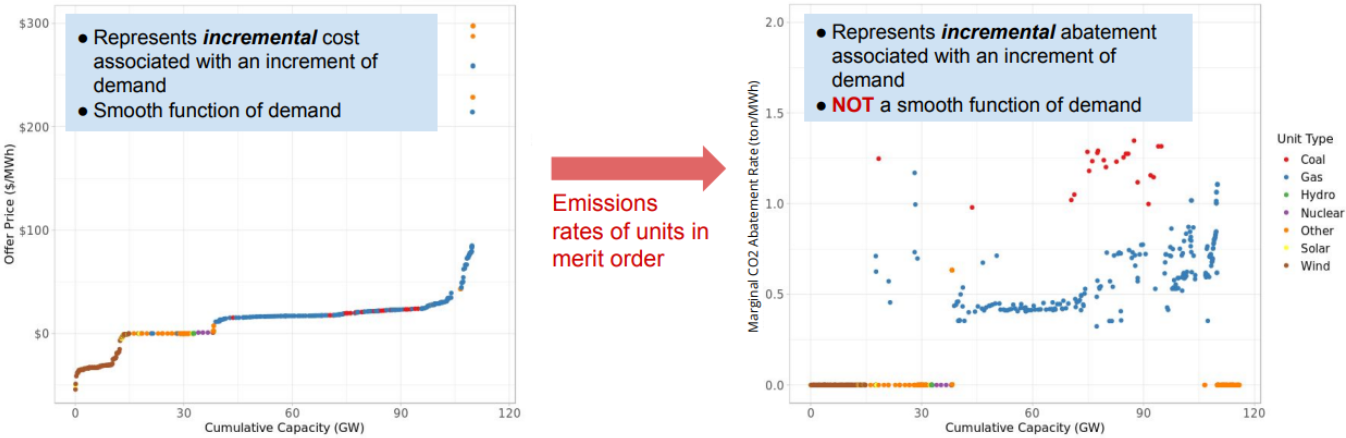 $300
$200
$100
$0
Offer Price ($/MWh)
● Represents incremental cost
associated with an increment of
demand
● Smooth function of demand
0
30
60
90
120
Cumulative Capacity (GW)
Emissions
rates of units in
merit order
2.0
1.5
1.0
0.5
0.0
Marginal CO2 Abatement Rate (ton/MWh)
● Represents incremental abatement
associated with an increment of
demand
● NOT a smooth function of demand
0
30
60
90
120
Cumulative Capacity (GW)
Unit Type
Coal
Gas
Hydro
Nuclear
Other
Solar
Wind